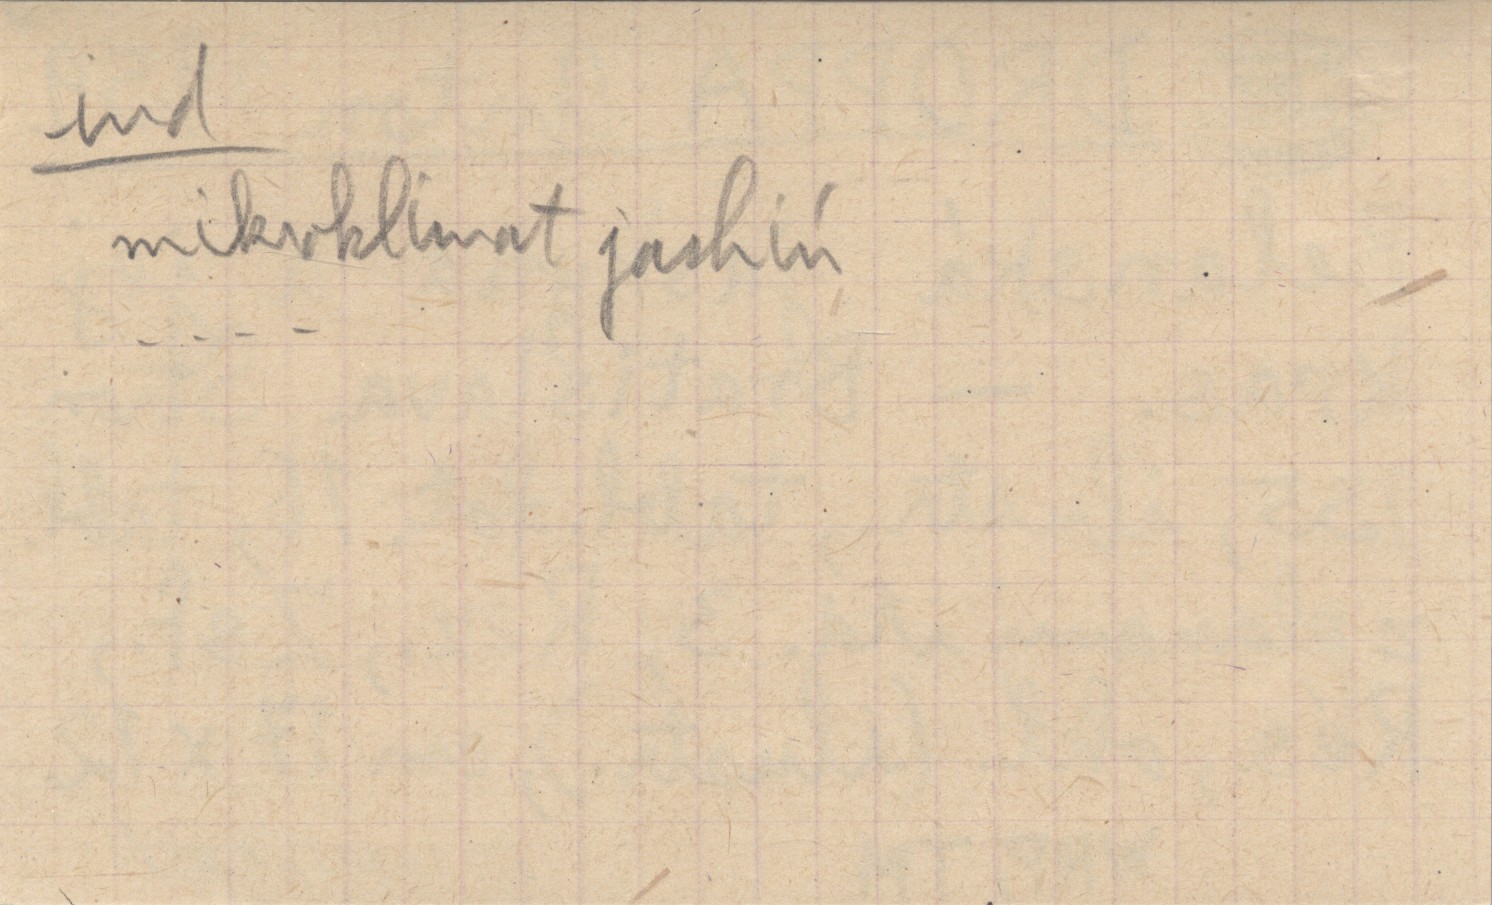 ind
mikroklimat jaskiń
- - - -